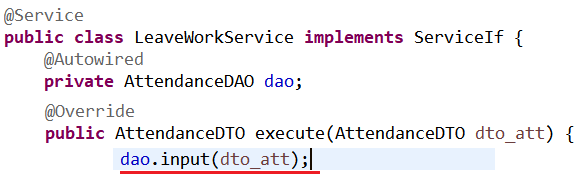 @Service
public class LeaveWorkService implements ServiceIf {
@Autowired
private AttendanceDAO dao;
@Override
public AttendanceDTO execute(AttendanceDTO dto_att) {
dao.input(dto_att);